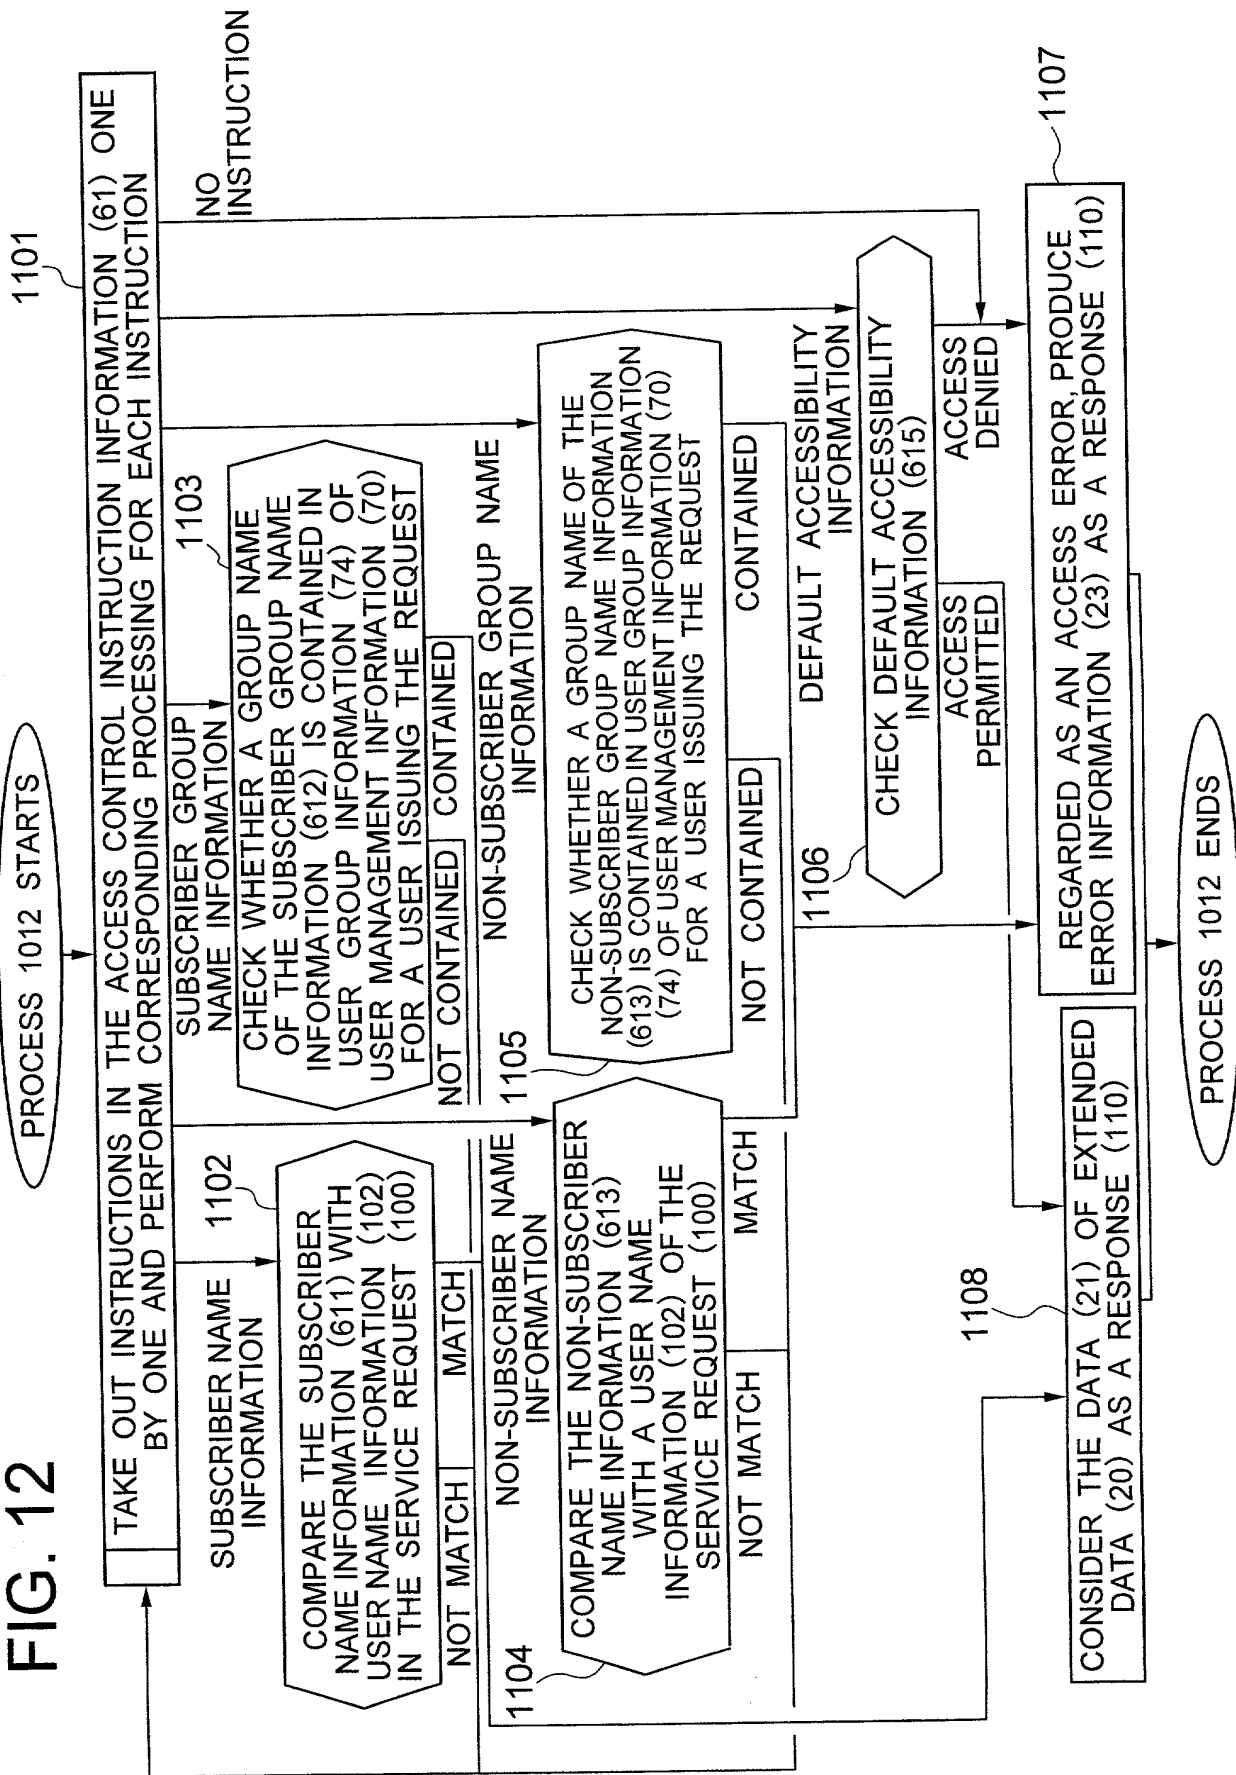 FIG. 12
PROCESS 1012 STARTS
1101
TAKE OUT INSTRUCTIONS IN THE ACCESS CONTROL INSTRUCTION INFORMATION (61) ONE
BY ONE AND PERFORM CORRESPONDING PROCESSING FOR EACH INSTRUCTION
SUBSCRIBER NAME
INFORMATION
1102
COMPARE THE SUBSCRIBER
NAME INFORMATION (611) WITH
USER NAME INFORMATION (102)
IN THE SERVICE REQUEST (100)
NOT MATCH
MATCH
SUBSCRIBER GROUP
NAME INFORMATION
1103
CHECK WHETHER A GROUP NAME
OF THE SUBSCRIBER GROUP NAME
INFORMATION (612) IS CONTAINED IN
USER GROUP INFORMATION (74) OF
USER MANAGEMENT INFORMATION (70)
FOR A USER ISSUING THE REQUEST
NOT CONTAINED
CONTAINED
NO
INSTRUCTION
NON-SUBSCRIBER NAME
INFORMATION
1104
COMPARE THE NON-SUBSCRIBER
NAME INFORMATION (613)
WITH A USER NAME
INFORMATION (102) OF THE
SERVICE REQUEST (100)
NOT MATCH
MATCH
NON-SUBSCRIBER GROUP NAME
INFORMATION
1105
CHECK WHETHER A GROUP NAME OF THE
NON-SUBSCRIBER GROUP NAME INFORMATION
(613) IS CONTAINED IN USER GROUP INFORMATION
(74) OF USER MANAGEMENT INFORMATION (70)
FOR A USER ISSUING THE REQUEST
NOT CONTAINED
CONTAINED
DEFAULT ACCESSIBILITY
INFORMATION
1106
CHECK DEFAULT ACCESSIBILITY
INFORMATION (615)
ACCESS
PERMITTED
ACCESS
DENIED
1108
CONSIDER THE DATA (21) OF EXTENDED
DATA (20) AS A RESPONSE (110)
1107
REGARDED AS AN ACCESS ERROR, PRODUCE
ERROR INFORMATION (23) AS A RESPONSE (110)
PROCESS 1012 ENDS